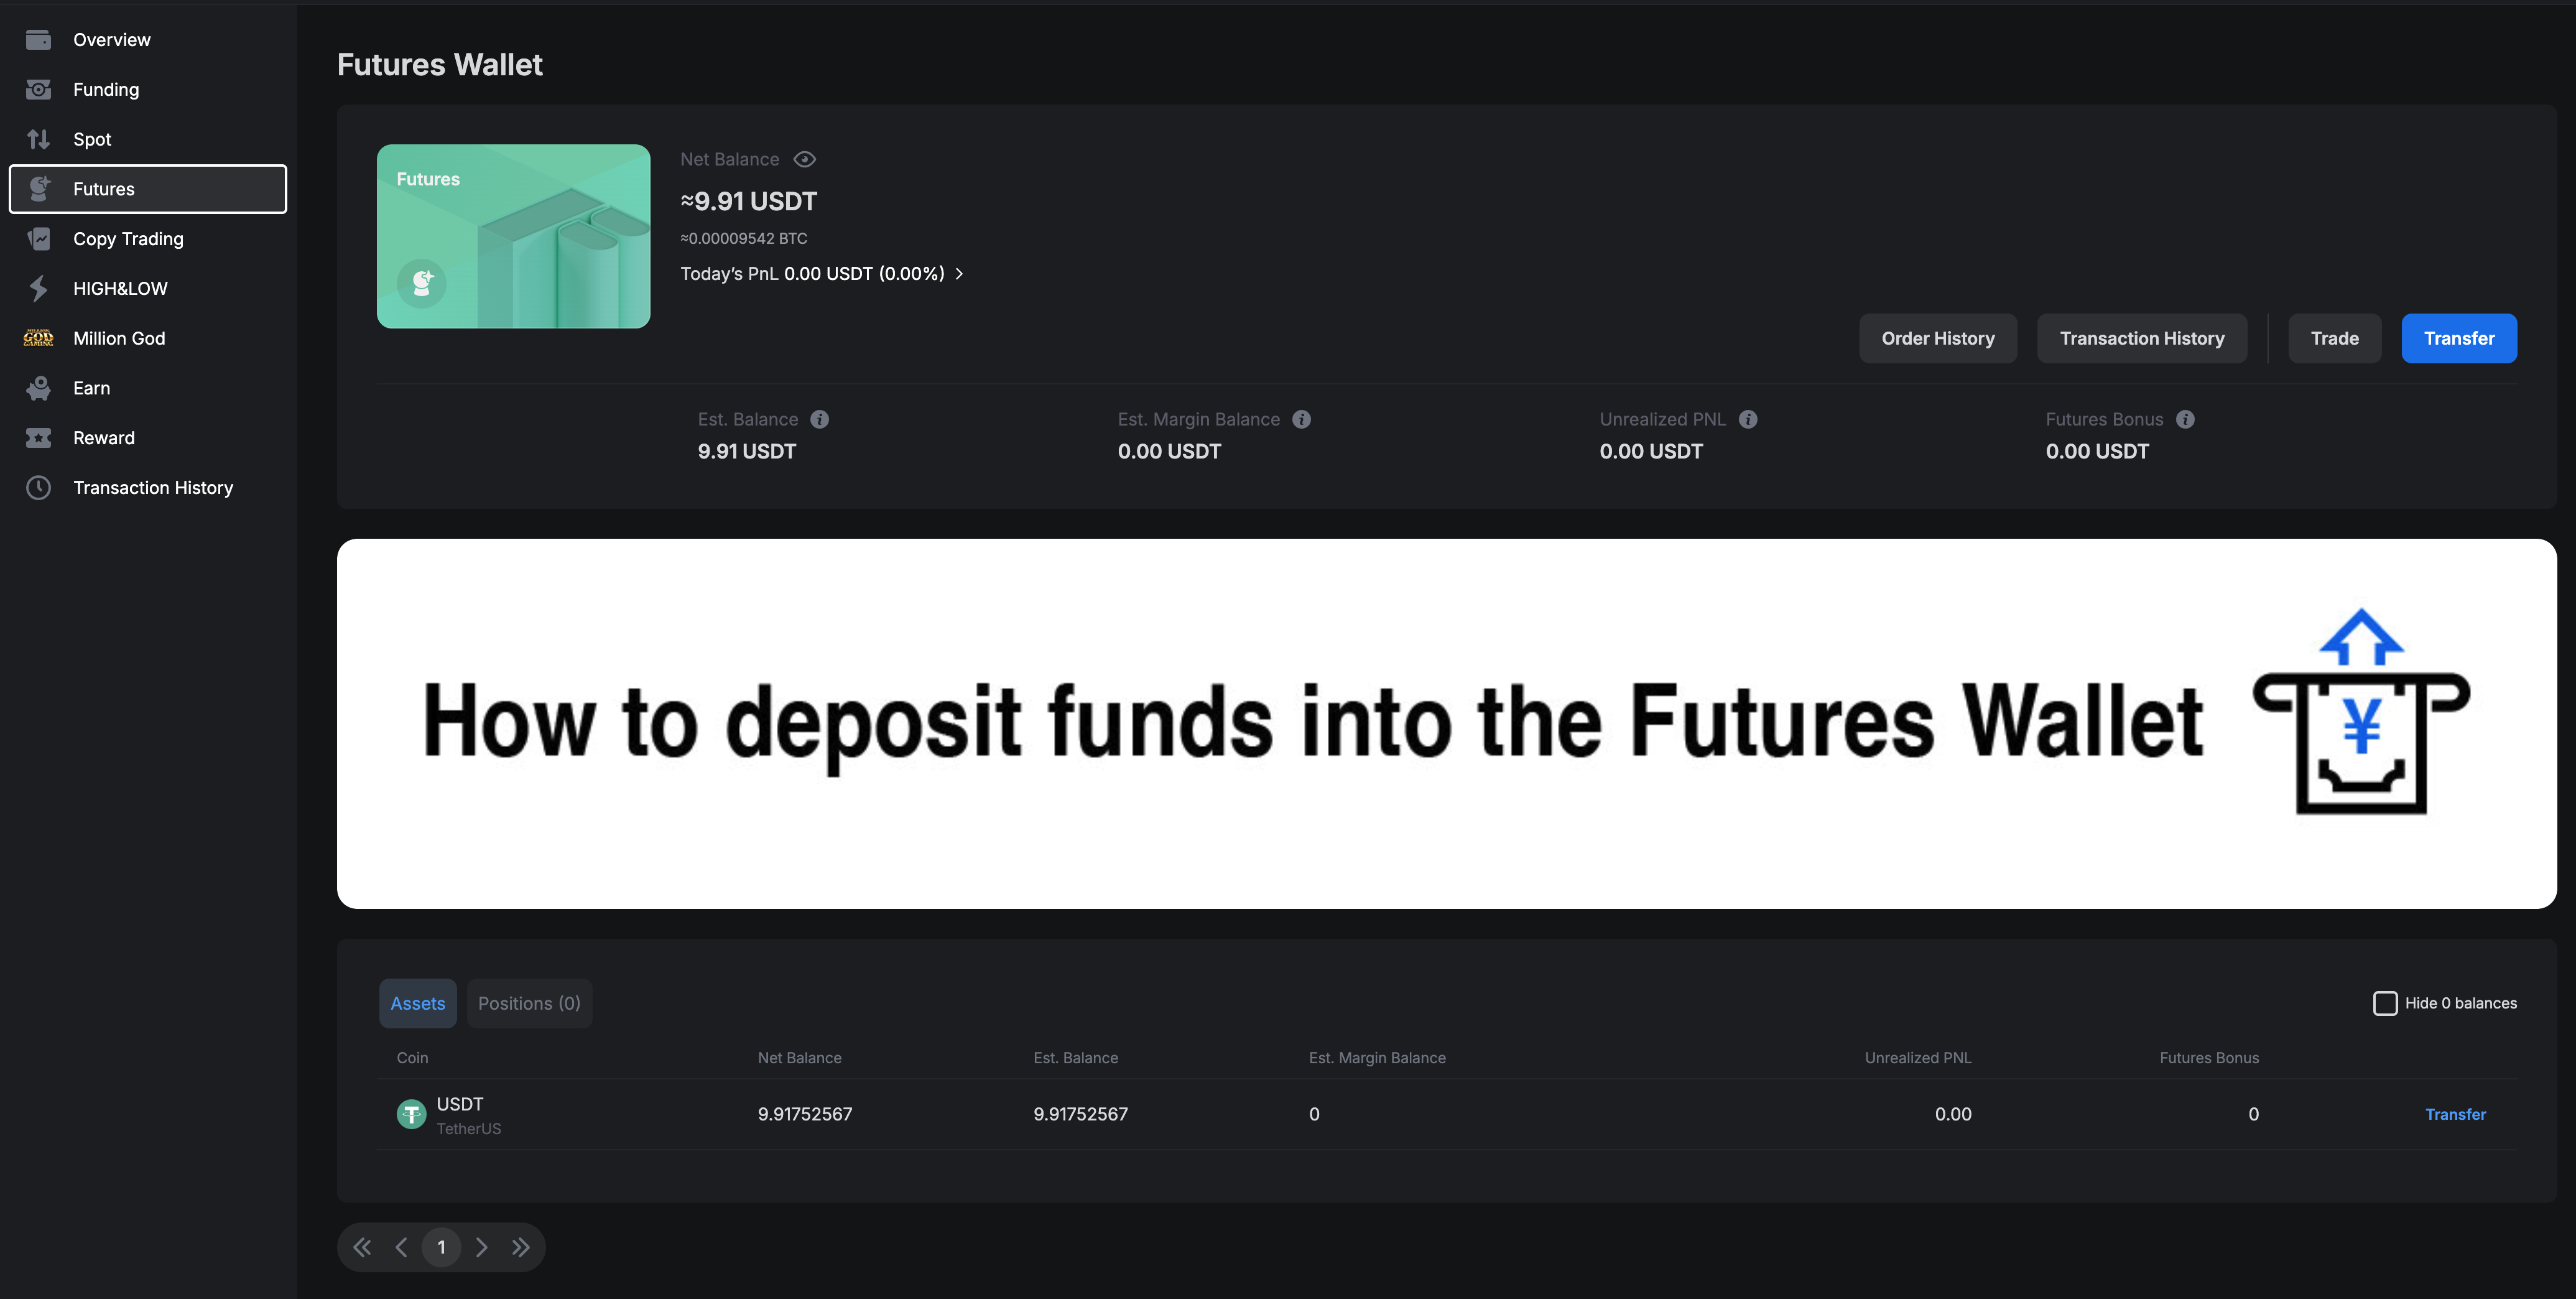 Overview
Funding
Spot
Futures
Copy Trading
HIGH&LOW
GOD
GAMING
Million God
Earn
Reward
Transaction History
Futures Wallet
Futures
Net Balance
≈9.91 USDT
≈0.00009542 BTC
Today's PnL 0.00 USDT (0.00%)
Order History
Transaction History
Trade
Transfer
Est. Balance
9.91 USDT
Est. Margin Balance
0.00 USDT
Unrealized PNL
0.00 USDT
Futures Bonus
0.00 USDT
How to deposit funds into the Futures Wallet
¥
Assets
Positions (0)
Hide 0 balances
Coin Net Balance Est. Balance Est. Margin Balance Unrealized PNL Futures Bonus
USDT
TetherUS
9.91752567 9.91752567 0 0.00 0 Transfer
1